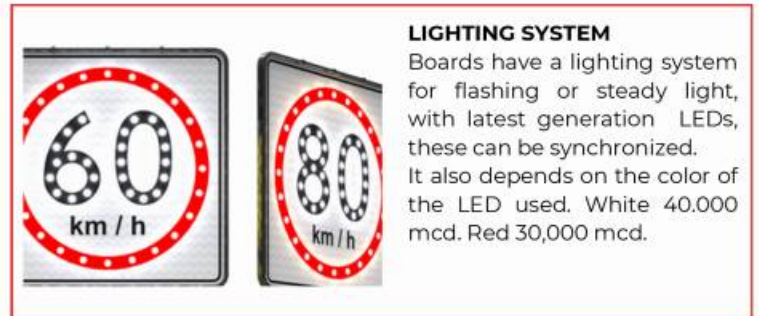 60
km / h
80
km / h
LIGHTING SYSTEM
Boards have a lighting system
for flashing or steady light,
with latest generation LEDs,
these can be synchronized.
It also depends on the color of
the LED used. White 40.000
mcd. Red 30,000 mcd.